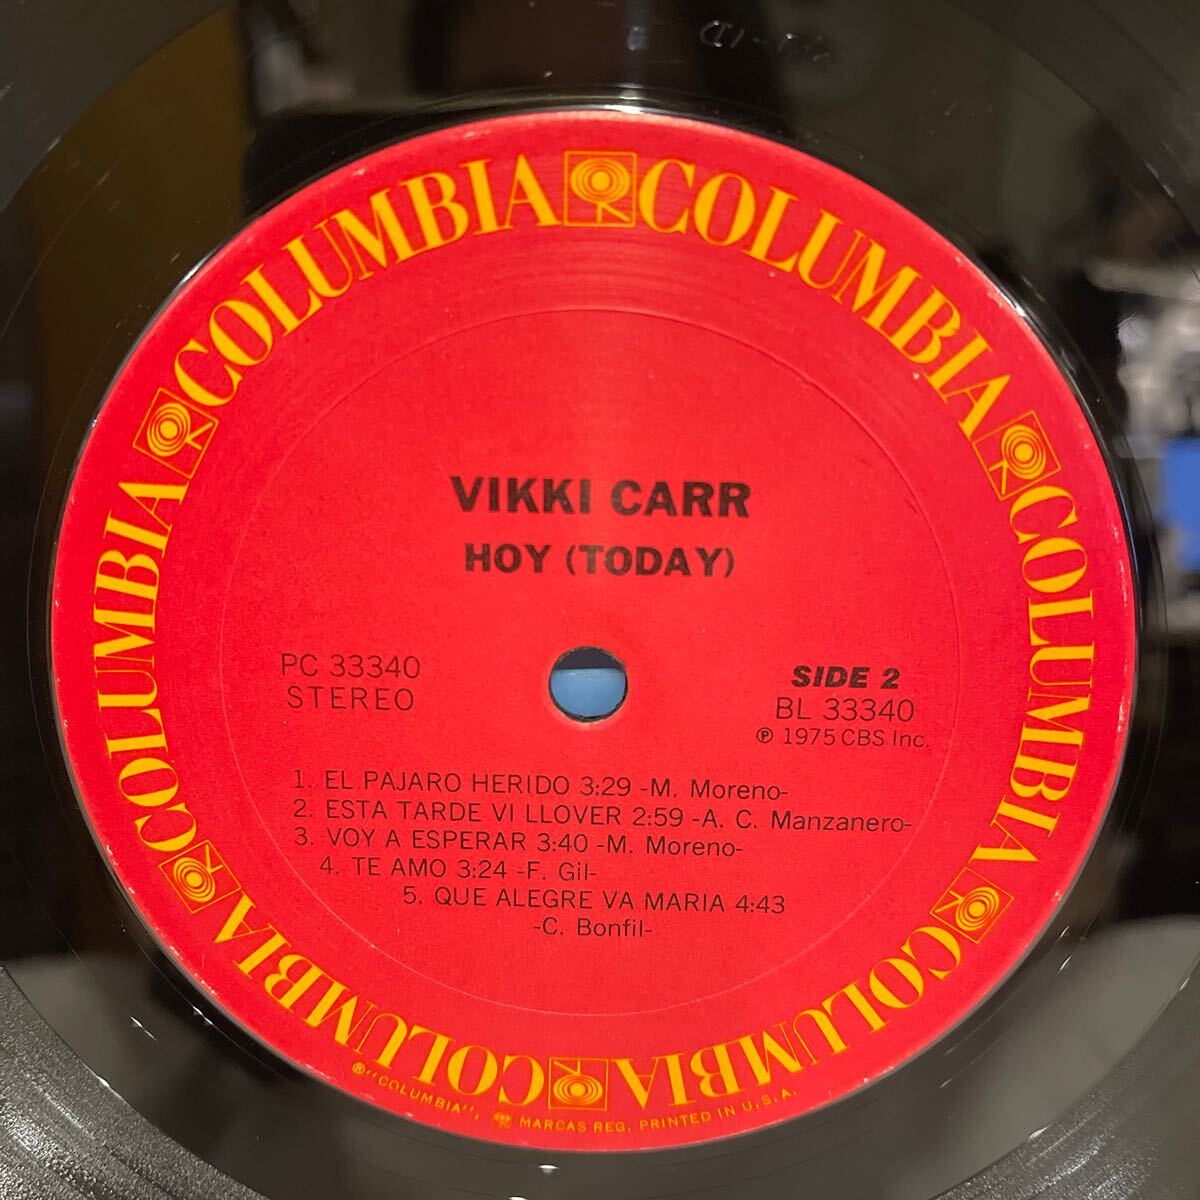 COLUMBIA COLUMBIA COLUMBIA COLUMBIA COLUMBIA COLUMBIA
VIKKI CARR
HOY (TODAY)
PC 33340
STEREO
SIDE 2
BL 33340
℗ 1975 CBS Inc.
1. EL PAJARO HERIDO 3:29 -M. Moreno-
2. ESTA TARDE VI LLOVER 2:59 -A. C. Manzanero-
3. VOY A ESPERAR 3:40 -M. Moreno-
4. TE AMO 3:24 -F. Gil-
5. QUE ALEGRE VA MARIA 4:43
-C. Bonfil-
®"COLUMBIA", MARCAS REG. PRINTED IN U.S.A.